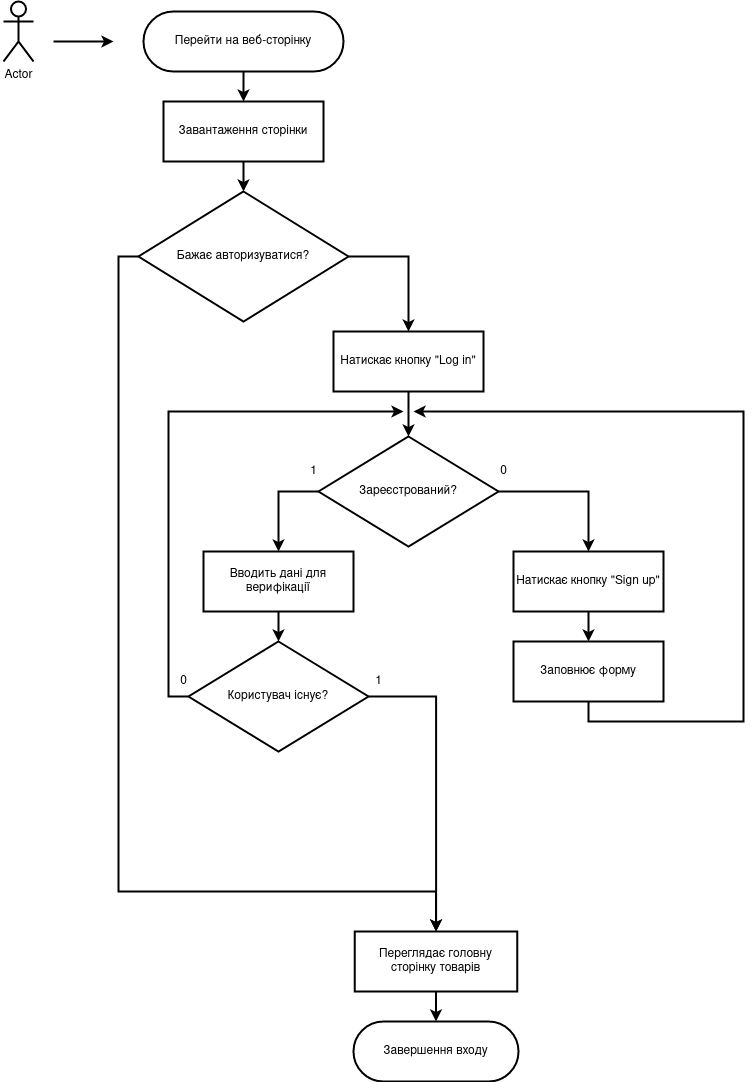 Перейти на веб-сторінку
Actor
Завантаження сторінки
Бажає авторизуватися?
Натискає кнопку "Log in"
1
0
Зареєстрований?
Вводить дані для
верифікації
Натискає кнопку "Sign up"
Заповнює форму
0
1
Користувач існує?
Переглядає головну
сторінку товарів
Завершення входу